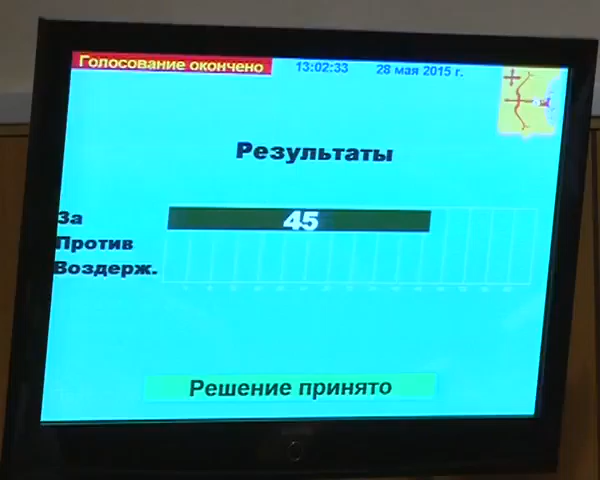 Голосование окончено 13:02:33 28 мая 2015 г.
Результаты
За 45
Против
Воздерж.
Решение принято